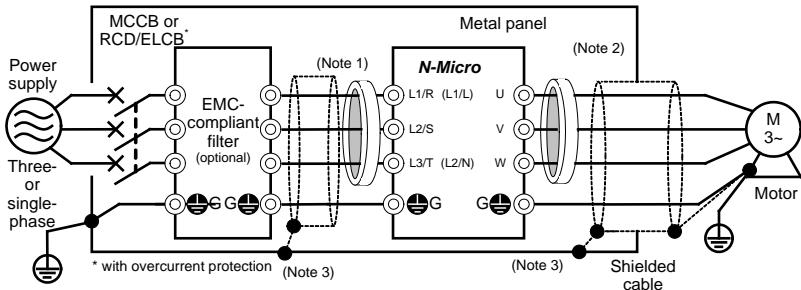 MCCB or
RCD/ELCB*
Metal panel
Power
supply
(Note 1)
N-Micro
(Note 2)
EMC-
compliant
filter
(optional)
L1/R (L1/L)
U
L2/S
V
L3/T (L2/N)
W
M
3~
Three-
or
single-
phase
G G
G
G
Motor
* with overcurrent protection
(Note 3)
(Note 3)
Shielded
cable